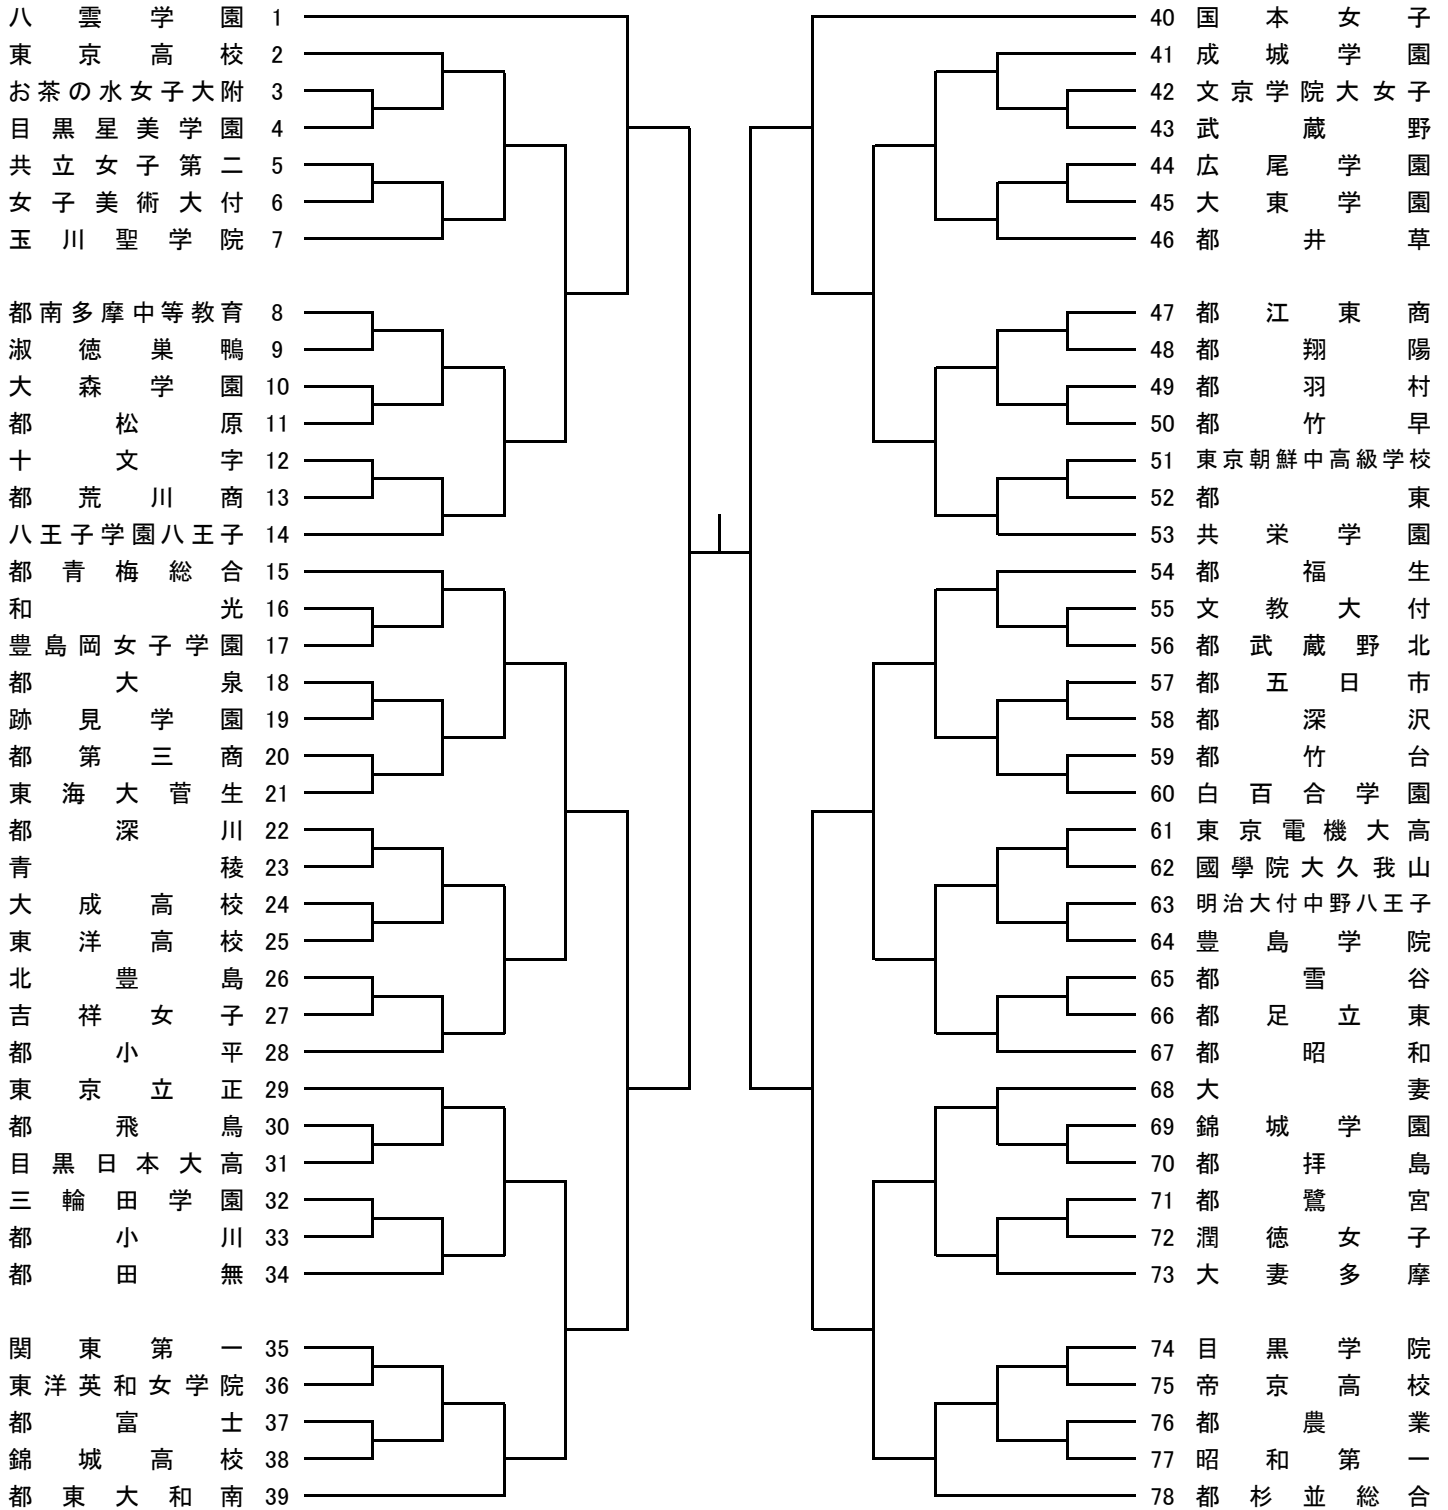 八雲学園 1
東京高校 2
お茶の水女子大附 3
目黒星美学園 4
共立女子第二 5
女子美術大付 6
玉川聖学院 7
都南多摩中等教育 8
淑徳巣鴨 9
大森学園 10
都松原 11
十文字 12
都荒川商 13
八王子学園八王子 14
都青梅総合 15
和光 16
豊島岡女子学園 17
都大泉 18
跡見学園 19
都第三商 20
東海大菅生 21
都深川 22
青稜 23
大成高校 24
東洋高校 25
北豊島 26
吉祥女子 27
都小平 28
東京立正 29
都飛鳥 30
目黒日本大高 31
三輪田学園 32
都小川 33
都田無 34
関東第一 35
東洋英和女学院 36
都富士 37
錦城高校 38
都東大和南 39
40 国本女子
41 成城学園
42 文京学院大女子
43 武蔵野
44 広尾学園
45 大東学園
46 都井草
47 都江東商
48 都翔陽
49 都羽村
50 都竹早
51 東京朝鮮中高級学校
52 都東
53 共栄学園
54 都福生
55 文教大付
56 都武蔵野北
57 都五日市
58 都深沢
59 都竹台
60 白百合学園
61 東京電機大高
62 國學院大久我山
63 明治大付中野八王子
64 豊島学院
65 都雪谷
66 都足立東
67 都昭和
68 大妻
69 錦城学園
70 都拝島
71 都鷺宮
72 潤徳女子
73 大妻多摩
74 目黒学院
75 帝京高校
76 都農業
77 昭和第一
78 都杉並総合